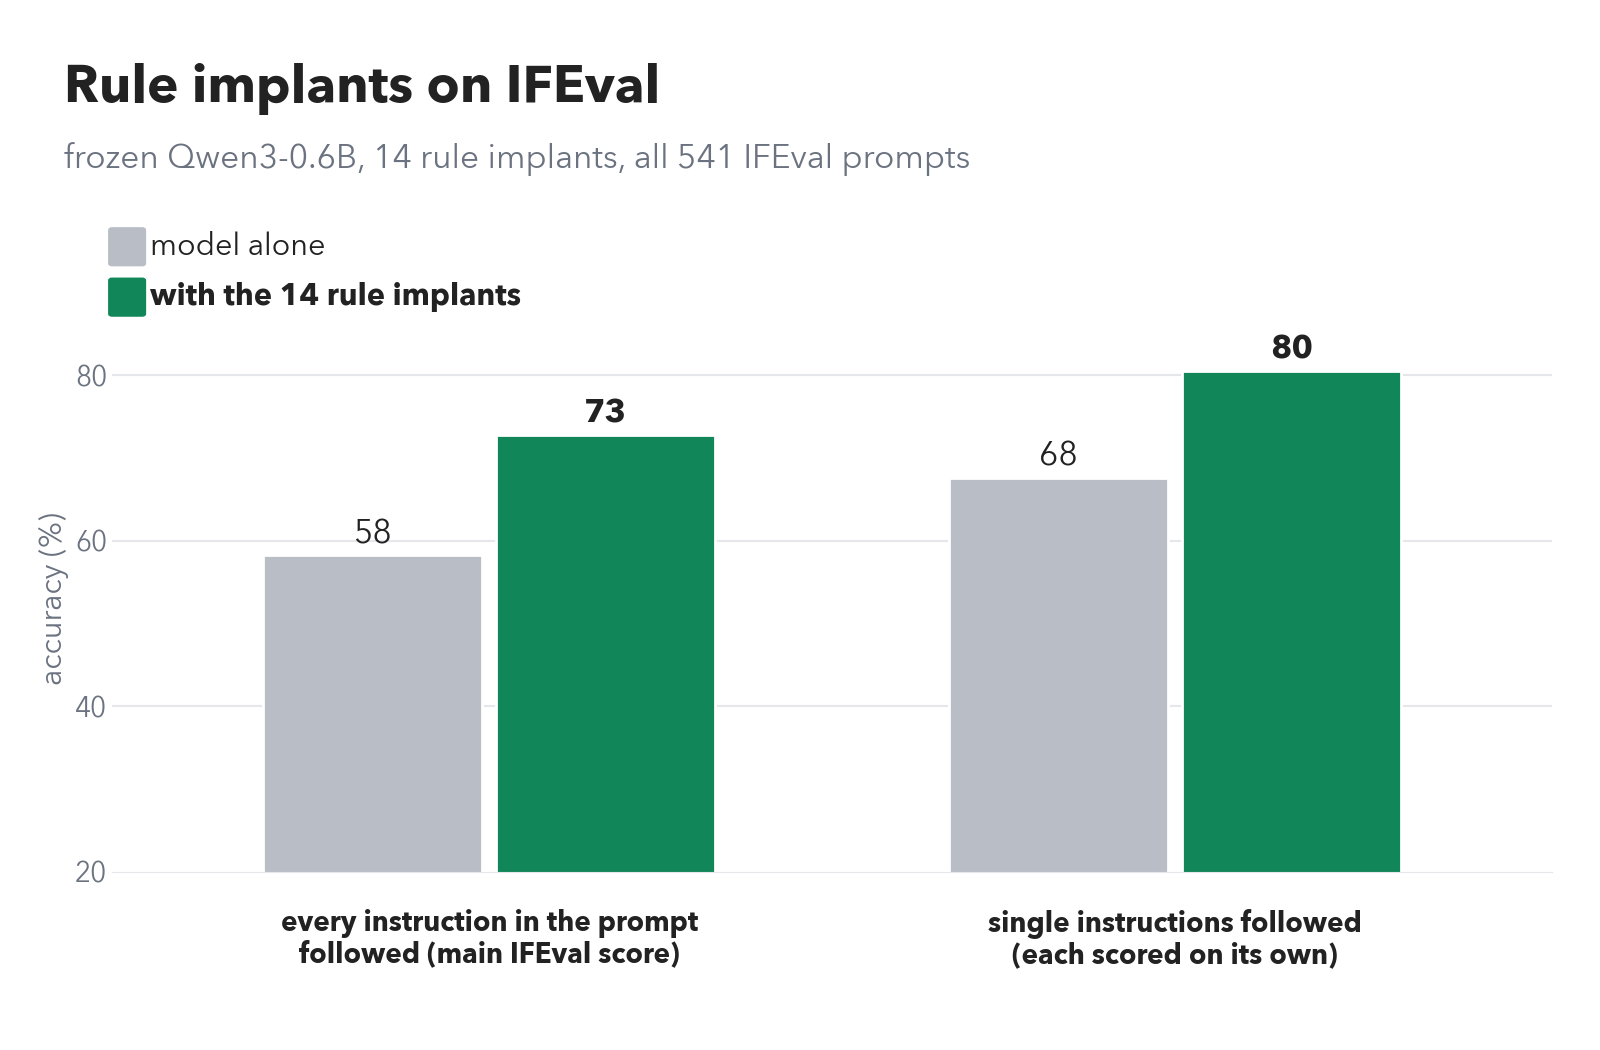 Rule implants on IFEval
frozen Qwen3-0.6B, 14 rule implants, all 541 IFEval prompts
model alone
with the 14 rule implants
accuracy (%)
80
60
40
20
58
73
68
80
every instruction in the prompt
followed (main IFEval score)
single instructions followed
(each scored on its own)